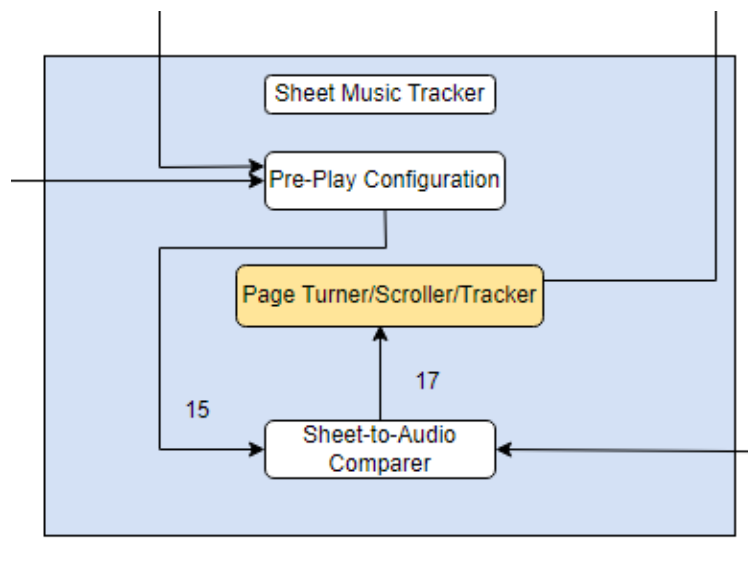 Sheet Music Tracker
Pre-Play Configuration
Page Turner/Scroller/Tracker
17
15
Sheet-to-Audio
Comparer